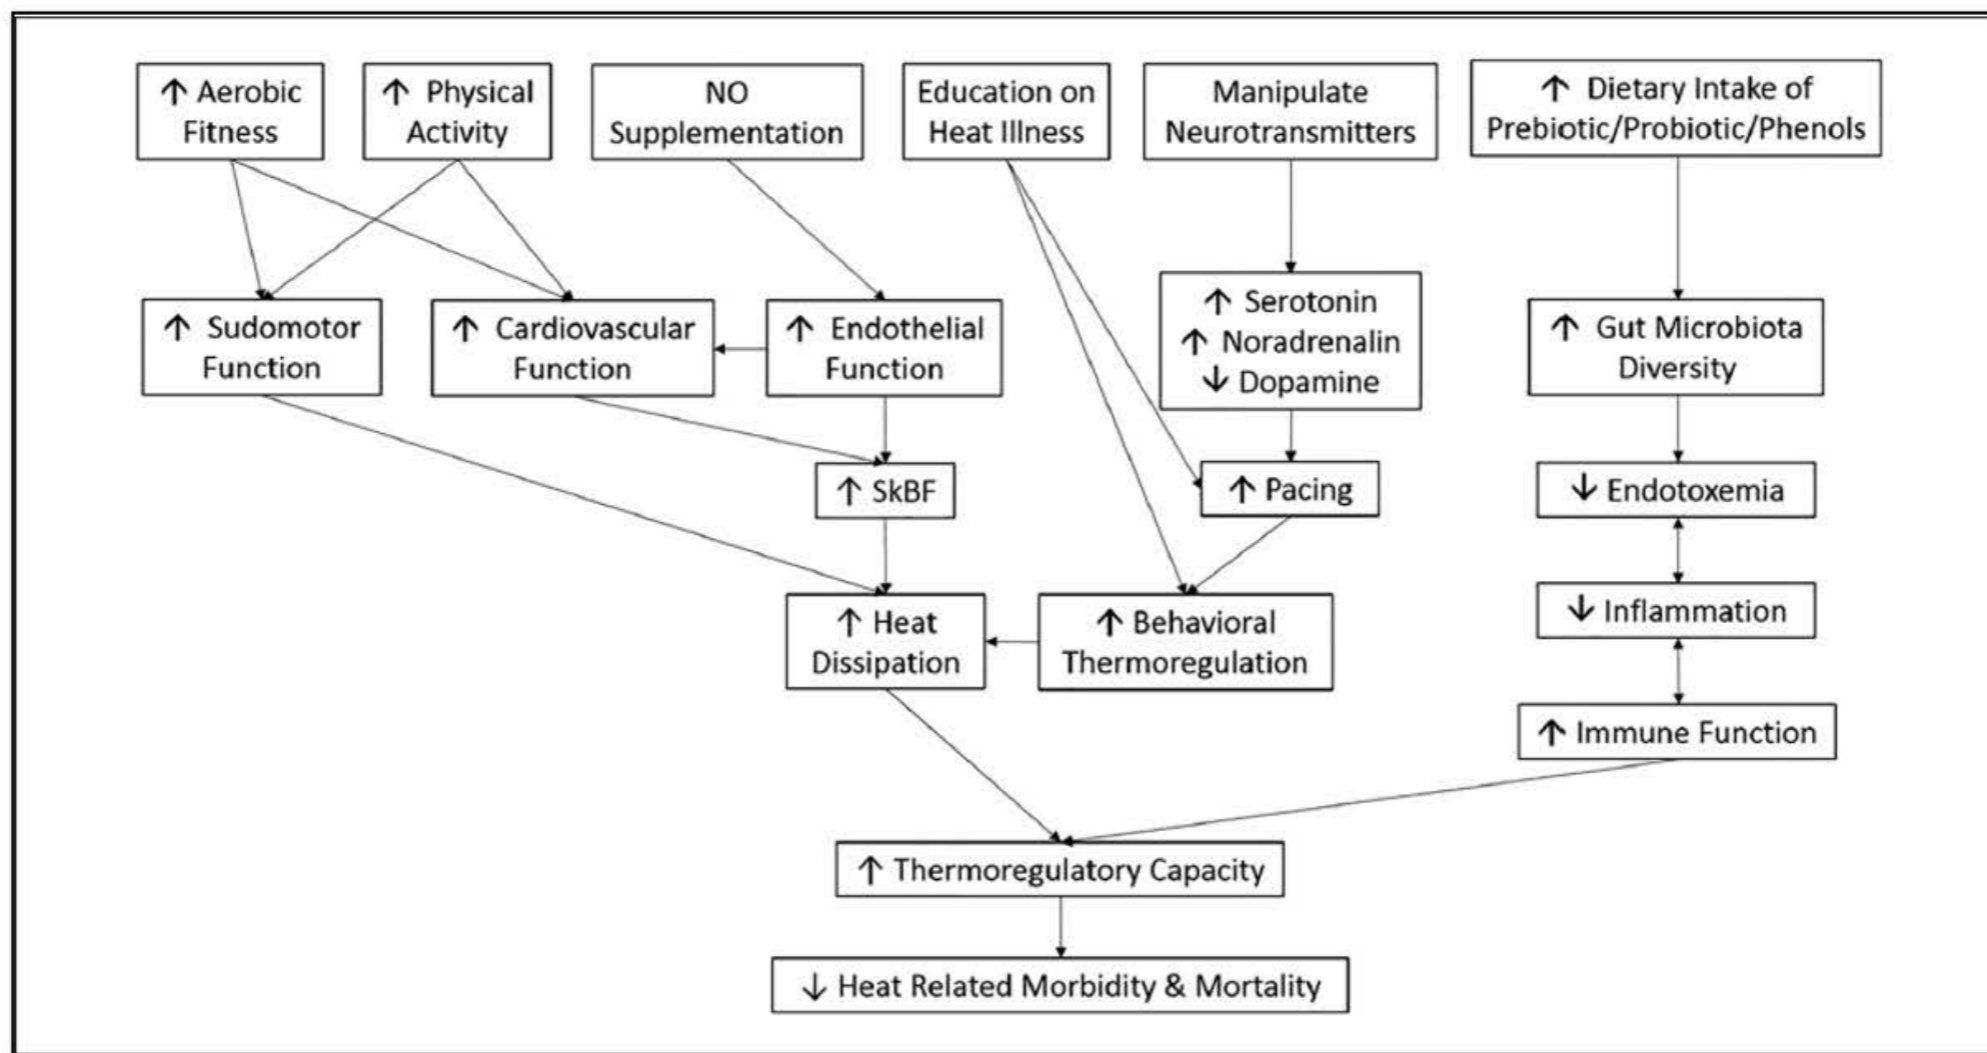 ↑ Aerobic
Fitness
↑ Physical
Activity
NO
Supplementation
Education on
Heat Illness
Manipulate
Neurotransmitters
↑ Dietary Intake of
Prebiotic/Probiotic/Phenols
↑ Sudomotor
Function
↑ Cardiovascular
Function
↑ Endothelial
Function
↑ Serotonin
↑ Noradrenalin
↓ Dopamine
↑ Gut Microbiota
Diversity
↑ SkBF
↑ Pacing
↓ Endotoxemia
↑ Heat
Dissipation
↑ Behavioral
Thermoregulation
↓ Inflammation
↑ Immune Function
↑ Thermoregulatory Capacity
↓ Heat Related Morbidity & Mortality